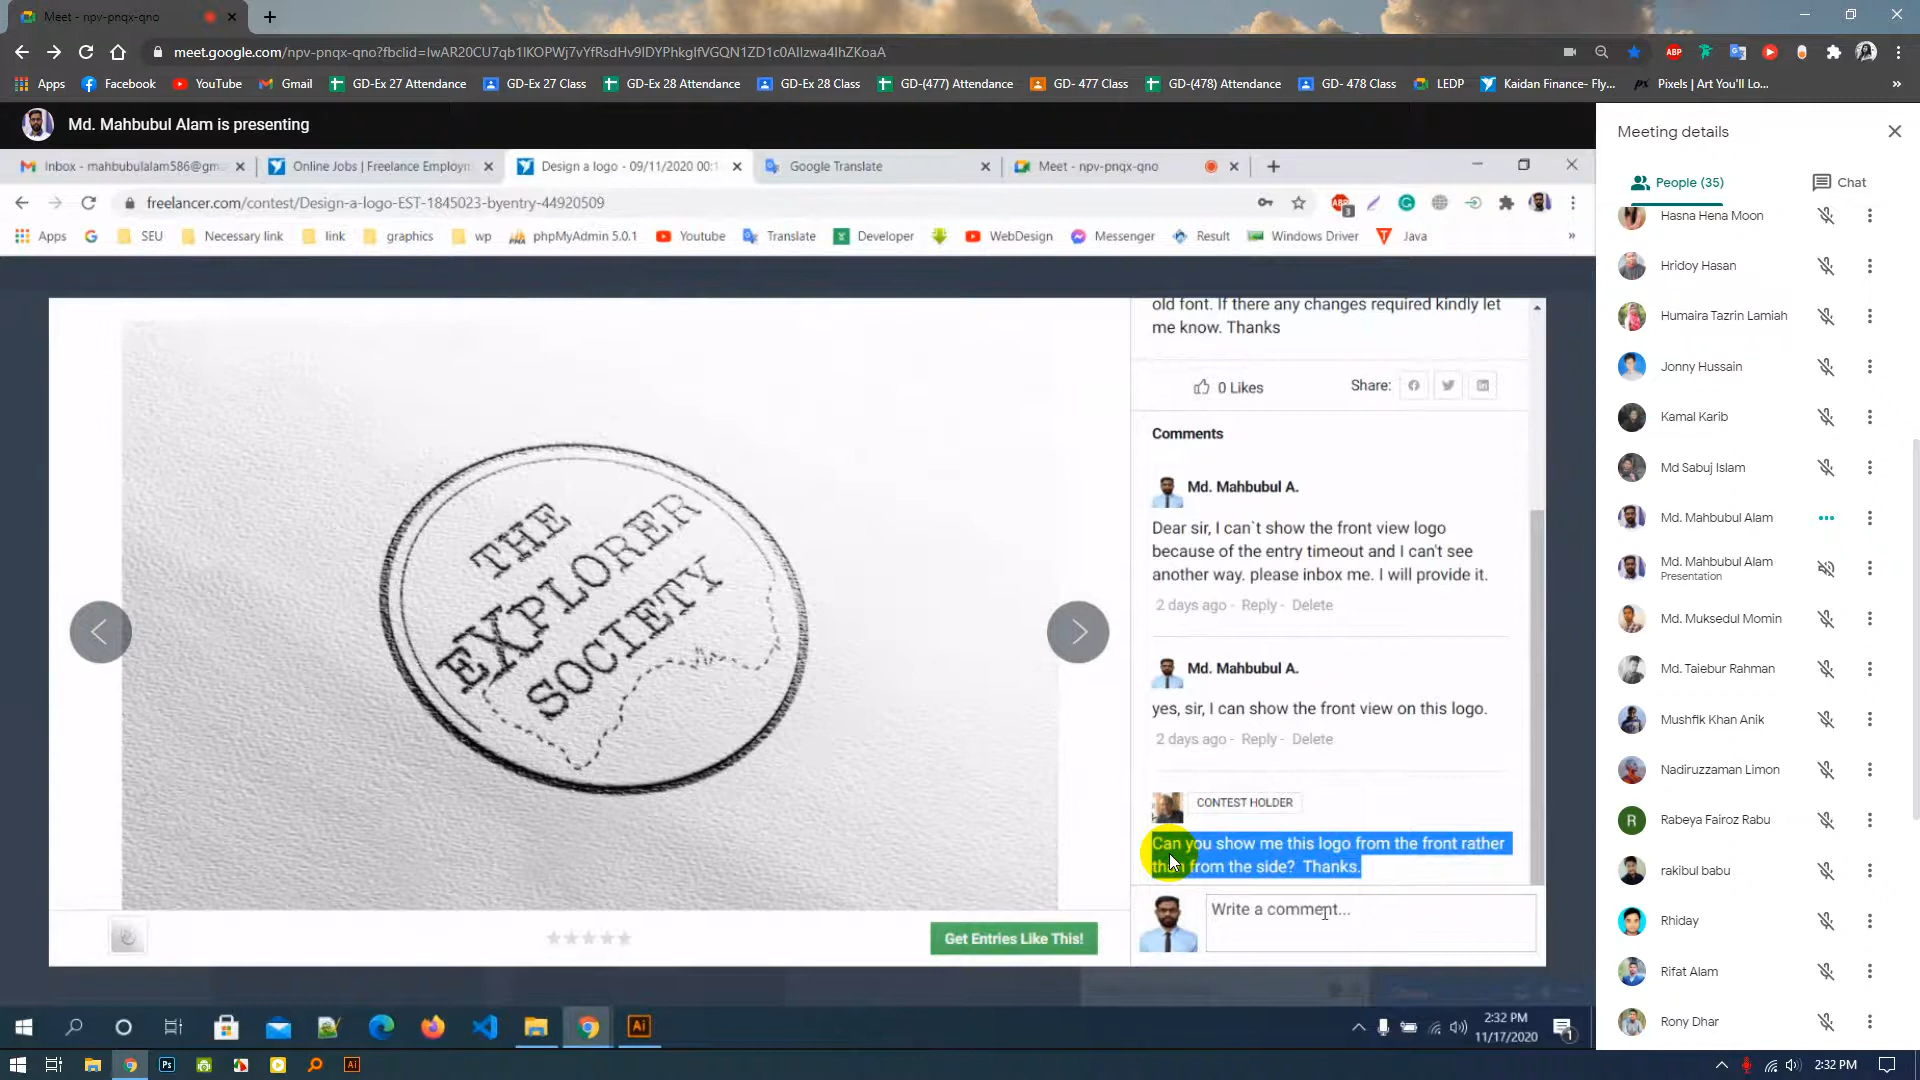 Meet - npv-pnqx-qno
meet.google.com/npv-pnqx-qno?fbclid=IwAR20CU7qb1lKOPWj7vYfRsdHv9lDYPhkgIfVGQN1ZD1c0AIIzwa4lhZKoaA
Apps Facebook YouTube Gmail GD-Ex 27 Attendance GD-Ex 27 Class GD-Ex 28 Attendance GD-Ex 28 Class GD-(477) Attendance GD- 477 Class GD-(478) Attendance GD- 478 Class LEDP Kaidan Finance- Fly... Pixels | Art You'll Lo...
Md. Mahbubul Alam is presenting
Inbox - mahbubulalam586@gm Online Jobs | Freelance Employm Design a logo - 09/11/2020 00:1 Google Translate Meet - npv-pnqx-qno
freelancer.com/contest/Design-a-logo-EST-1845023-byentry-44920509
Apps SEU Necessary link link graphics wp phpMyAdmin 5.0.1 Youtube Translate Developer WebDesign Messenger Result Windows Driver Java
THE
EXPLORER
SOCIETY
Get Entries Like This!
old font. If there any changes required kindly let
me know. Thanks
0 Likes Share:
Comments
Md. Mahbubul A.
Dear sir, I can`t show the front view logo
because of the entry timeout and I can't see
another way. please inbox me. I will provide it.
2 days ago - Reply - Delete
Md. Mahbubul A.
yes, sir, I can show the front view on this logo.
2 days ago - Reply - Delete
CONTEST HOLDER
Can you show me this logo from the front rather
than from the side? Thanks.
Write a comment...
2:32 PM
11/17/2020
Meeting details
People (35) Chat
Hasna Hena Moon
Hridoy Hasan
Humaira Tazrin Lamiah
Jonny Hussain
Kamal Karib
Md Sabuj Islam
Md. Mahbubul Alam
Md. Mahbubul Alam
Presentation
Md. Muksedul Momin
Md. Taiebur Rahman
Mushfik Khan Anik
Nadiruzzaman Limon
R Rabeya Fairoz Rabu
rakibul babu
Rhiday
Rifat Alam
Rony Dhar
2:32 PM